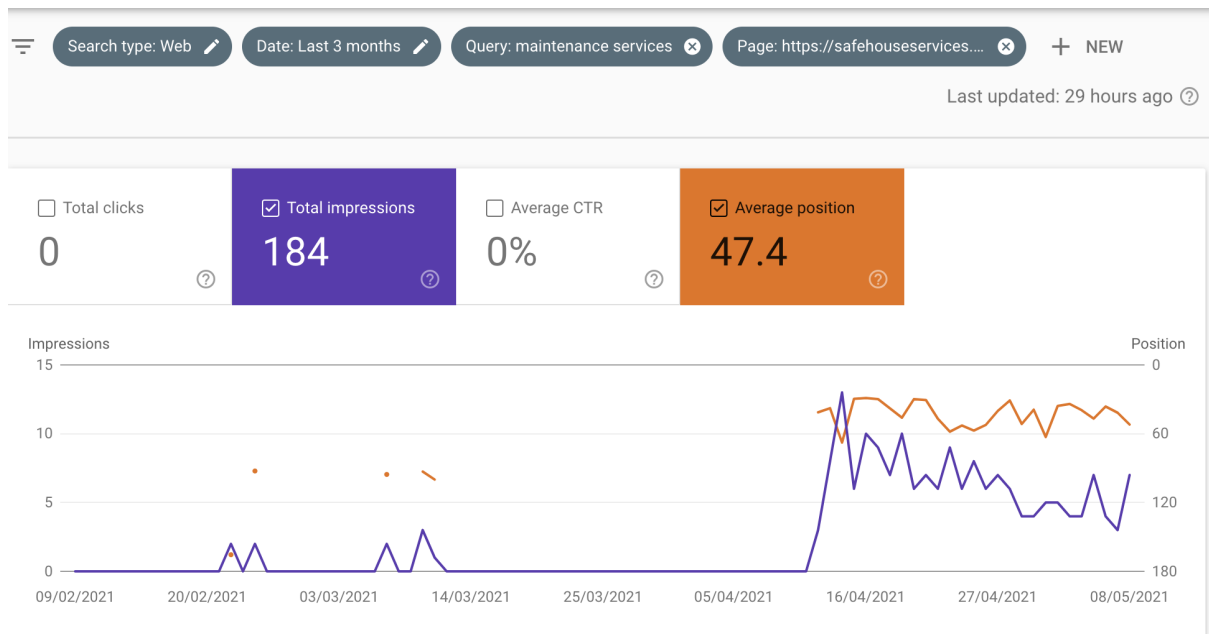 Search type: Web Date: Last 3 months Query: maintenance services Page: https://safehouseservices.... + NEW
Last updated: 29 hours ago ?
Total clicks Total impressions Average CTR Average position
0 184 0% 47.4
? ? ? ?
Impressions Position
15 0
10 60
5 120
0 180
09/02/2021 20/02/2021 03/03/2021 14/03/2021 25/03/2021 05/04/2021 16/04/2021 27/04/2021 08/05/2021